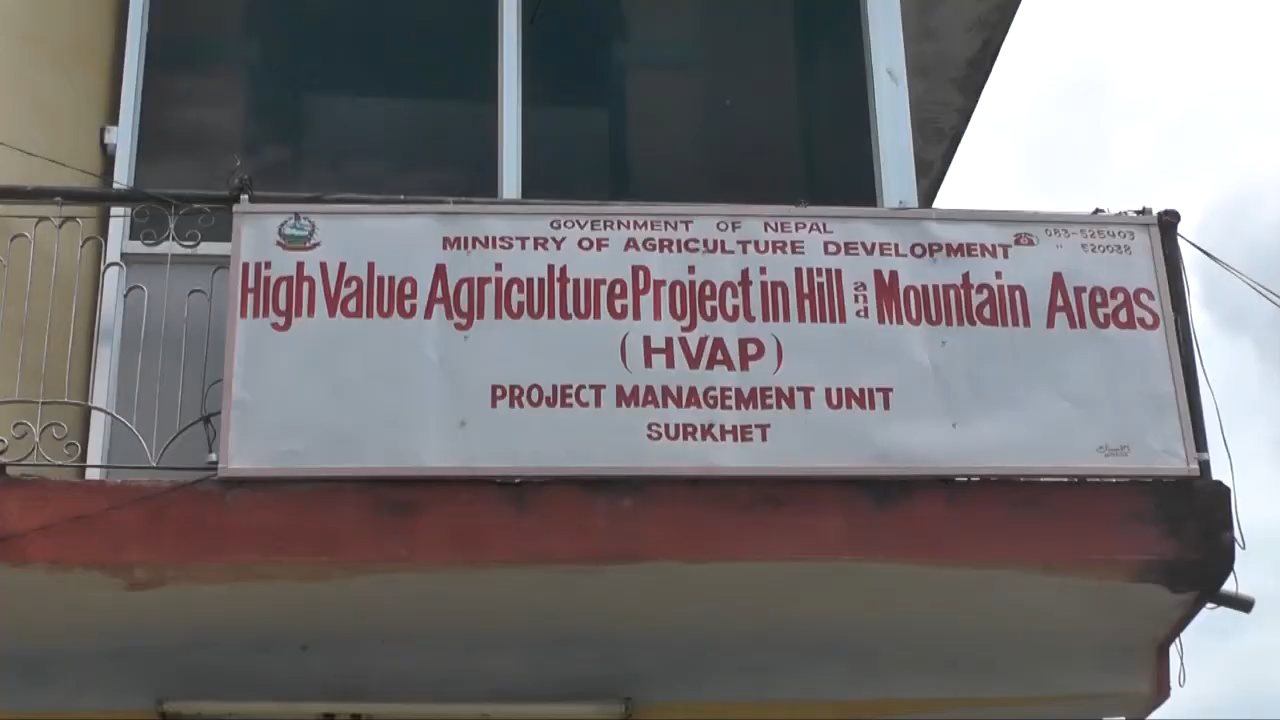 GOVERNMENT OF NEPAL
MINISTRY OF AGRICULTURE DEVELOPMENT
☎ 083-525403
" 520038
High Value Agriculture Project in Hill and Mountain Areas
(HVAP)
PROJECT MANAGEMENT UNIT
SURKHET